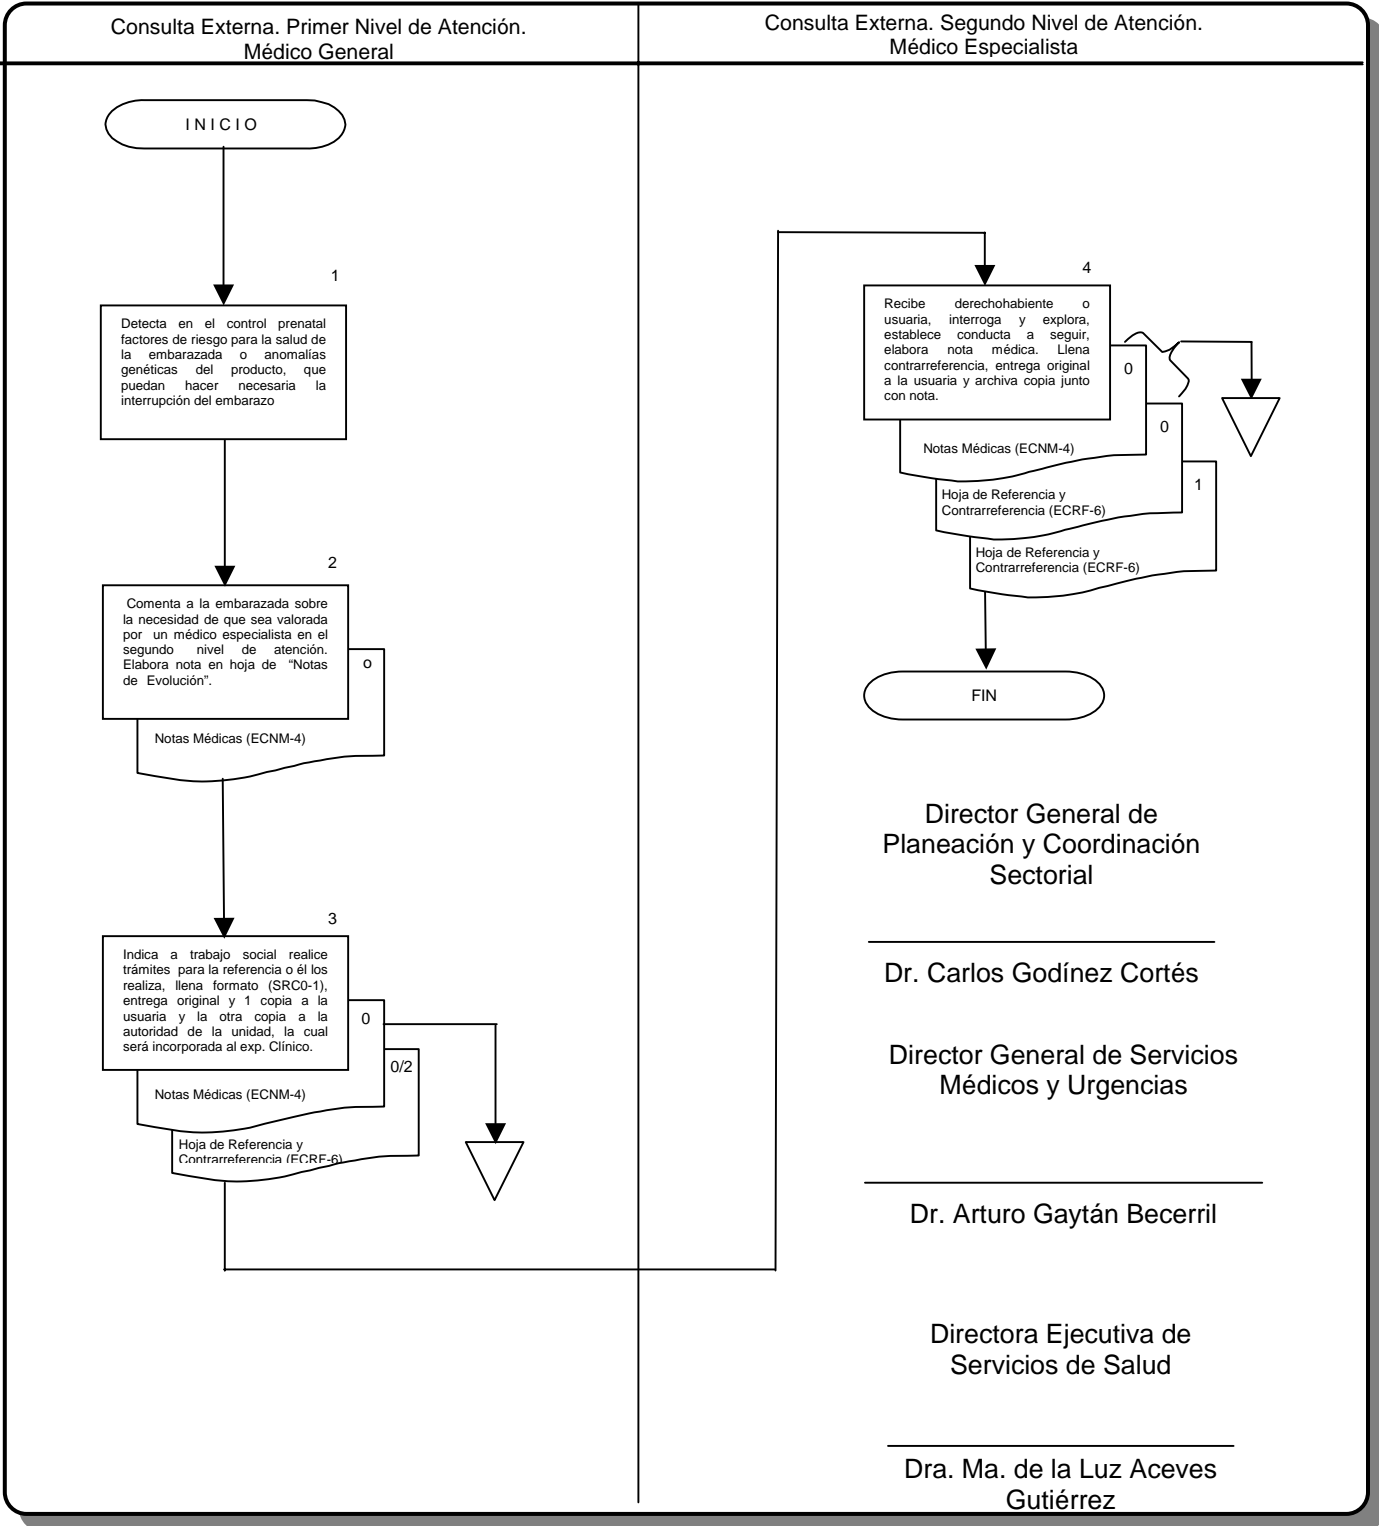 Consulta Externa. Primer Nivel de Atención.
Médico General
Consulta Externa. Segundo Nivel de Atención.
Médico Especialista
INICIO
1
Detecta en el control prenatal
factores de riesgo para la salud de
la embarazada o anomalías
genéticas del producto, que
puedan hacer necesaria la
interrupción del embarazo
2
Comenta a la embarazada sobre
la necesidad de que sea valorada
por un médico especialista en el
segundo nivel de atención.
Elabora nota en hoja de “Notas
de Evolución”.
o
Notas Médicas (ECNM-4)
3
Indica a trabajo social realice
trámites para la referencia o él los
realiza, llena formato (SRC0-1),
entrega original y 1 copia a la
usuaria y la otra copia a la
autoridad de la unidad, la cual
será incorporada al exp. Clínico.
0
0/2
Notas Médicas (ECNM-4)
Hoja de Referencia y
Contrarreferencia (ECRF-6)
4
Recibe derechohabiente o
usuaria, interroga y explora,
establece conducta a seguir,
elabora nota médica. Llena
contrarreferencia, entrega original
a la usuaria y archiva copia junto
con nota.
0
0
1
Notas Médicas (ECNM-4)
Hoja de Referencia y
Contrarreferencia (ECRF-6)
Hoja de Referencia y
Contrarreferencia (ECRF-6)
FIN
Director General de
Planeación y Coordinación
Sectorial
Dr. Carlos Godínez Cortés
Director General de Servicios
Médicos y Urgencias
Dr. Arturo Gaytán Becerril
Directora Ejecutiva de
Servicios de Salud
Dra. Ma. de la Luz Aceves
Gutiérrez